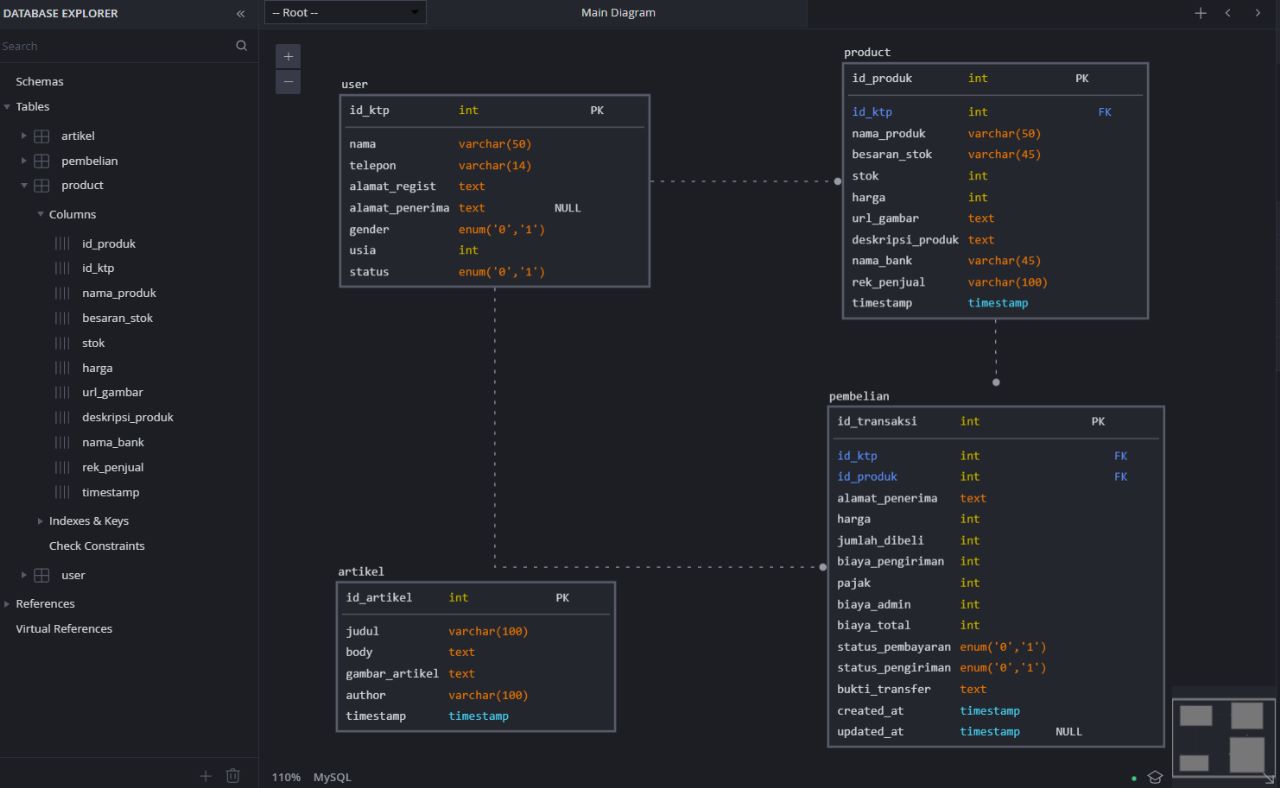 DATABASE EXPLORER «
-- Root --
Main Diagram
Search
Schemas
Tables
artikel
pembelian
product
Columns
id_produk
id_ktp
nama_produk
besaran_stok
stok
harga
url_gambar
deskripsi_produk
nama_bank
rek_penjual
timestamp
Indexes & Keys
Check Constraints
user
References
Virtual References
user
id_ktp int PK
nama varchar(50)
telepon varchar(14)
alamat_regist text
alamat_penerima text NULL
gender enum('0','1')
usia int
status enum('0','1')
product
id_produk int PK
id_ktp int FK
nama_produk varchar(50)
besaran_stok varchar(45)
stok int
harga int
url_gambar text
deskripsi_produk text
nama_bank varchar(45)
rek_penjual varchar(100)
timestamp timestamp
artikel
id_artikel int PK
judul varchar(100)
body text
gambar_artikel text
author varchar(100)
timestamp timestamp
pembelian
id_transaksi int PK
id_ktp int FK
id_produk int FK
alamat_penerima text
harga int
jumlah_dibeli int
biaya_pengiriman int
pajak int
biaya_admin int
biaya_total int
status_pembayaran enum('0','1')
status_pengiriman enum('0','1')
bukti_transfer text
created_at timestamp
updated_at timestamp NULL
110% MySQL